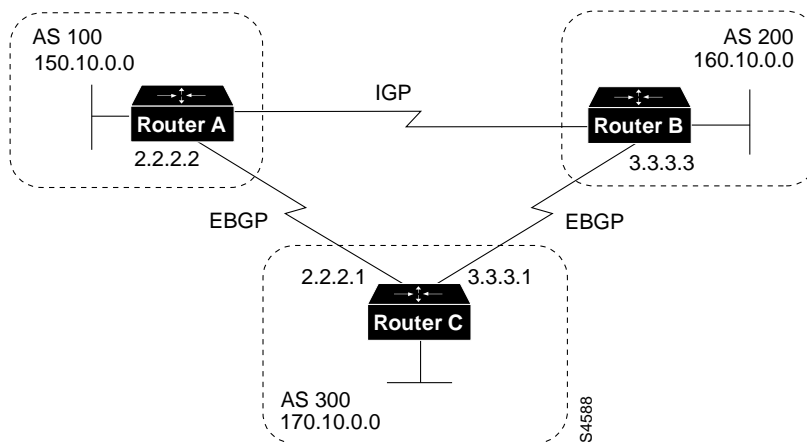 AS 100
150.10.0.0
AS 200
160.10.0.0
IGP
Router A
Router B
2.2.2.2
3.3.3.3
EBGP
EBGP
2.2.2.1
3.3.3.1
Router C
AS 300
170.10.0.0
S4588